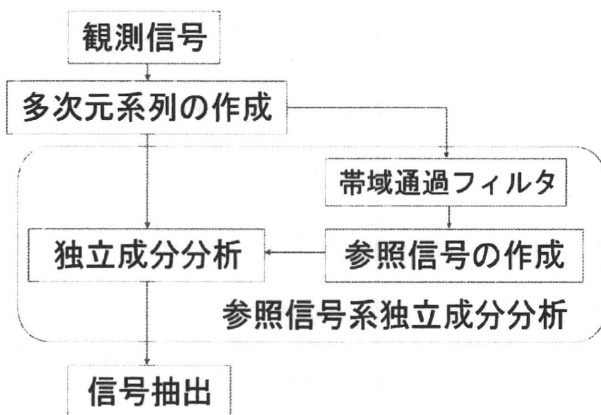 観測信号
多次元系列の作成
帯域通過フィルタ
独立成分分析
参照信号の作成
参照信号系独立成分分析
信号抽出